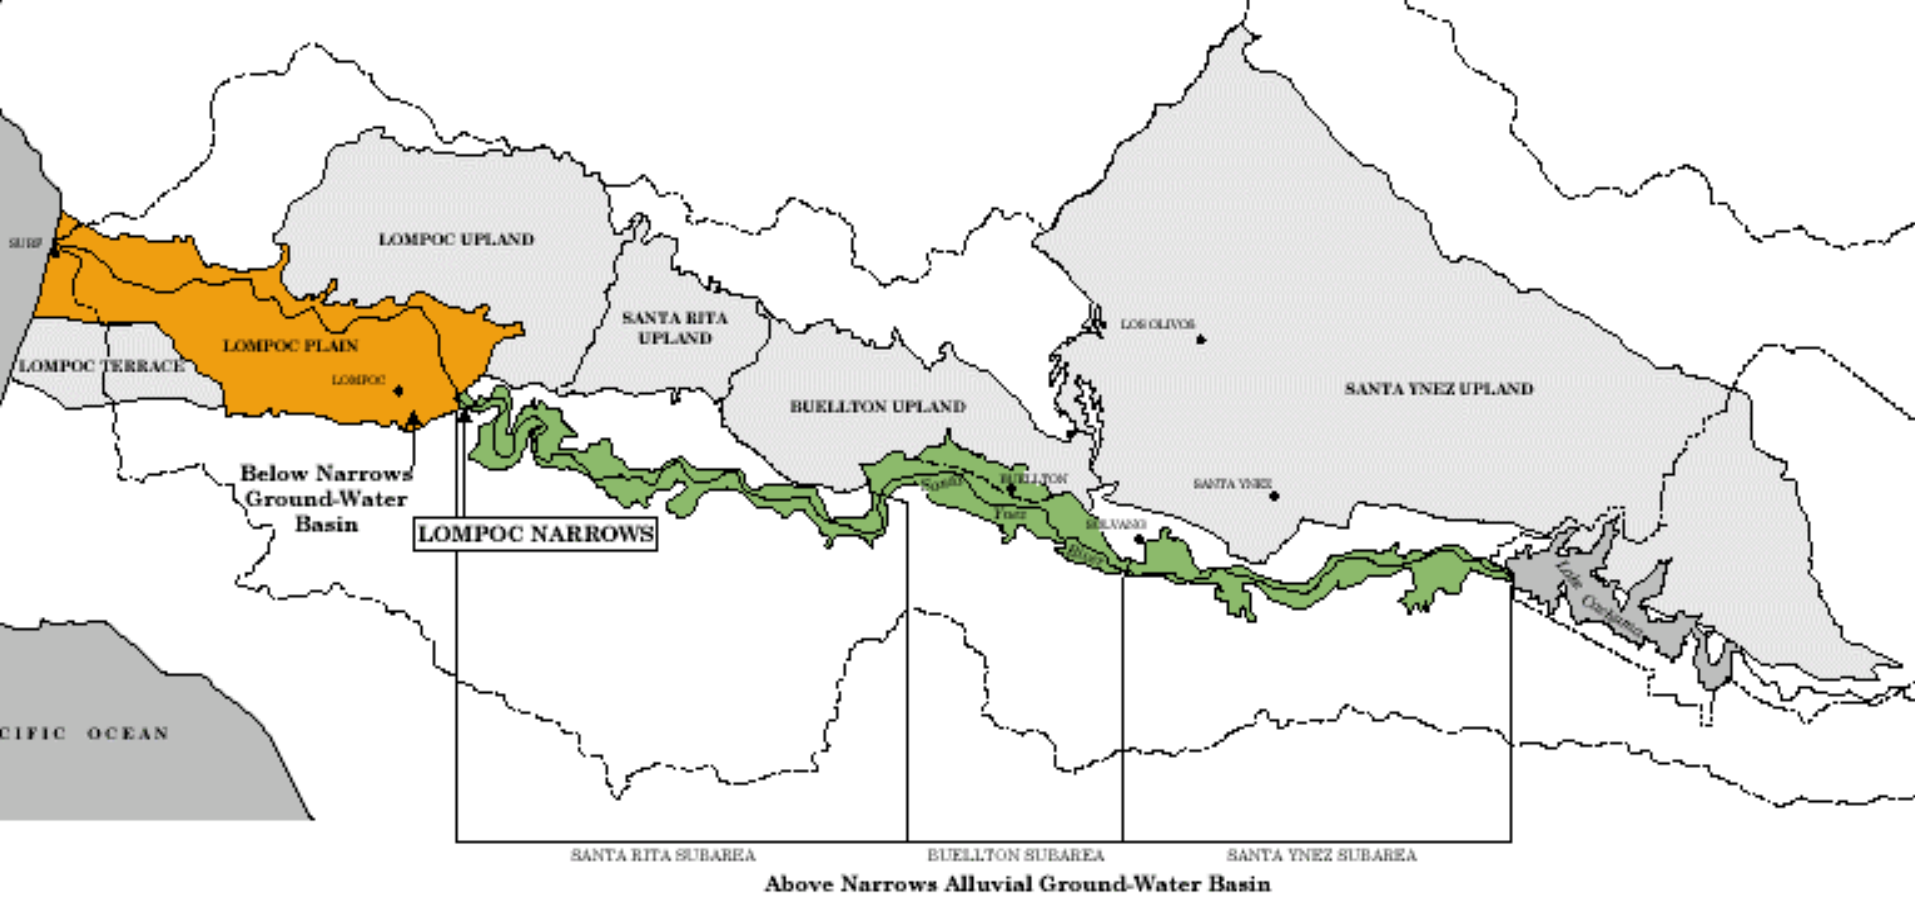 SURF
LOMPOC UPLAND
SANTA RITA
UPLAND
LOS OLIVOS
LOMPOC PLAIN
LOMPOC TERRACE
LOMPOC
SANTA YNEZ UPLAND
BUELLTON UPLAND
Below Narrows
Ground-Water
Basin
LOMPOC NARROWS
BUELLTON
SANTA YNEZ
Santa
Ynez
River
SOLVANG
Lake
Cachuma
CIFIC OCEAN
SANTA RITA SUBAREA
BUELLTON SUBAREA
SANTA YNEZ SUBAREA
Above Narrows Alluvial Ground-Water Basin